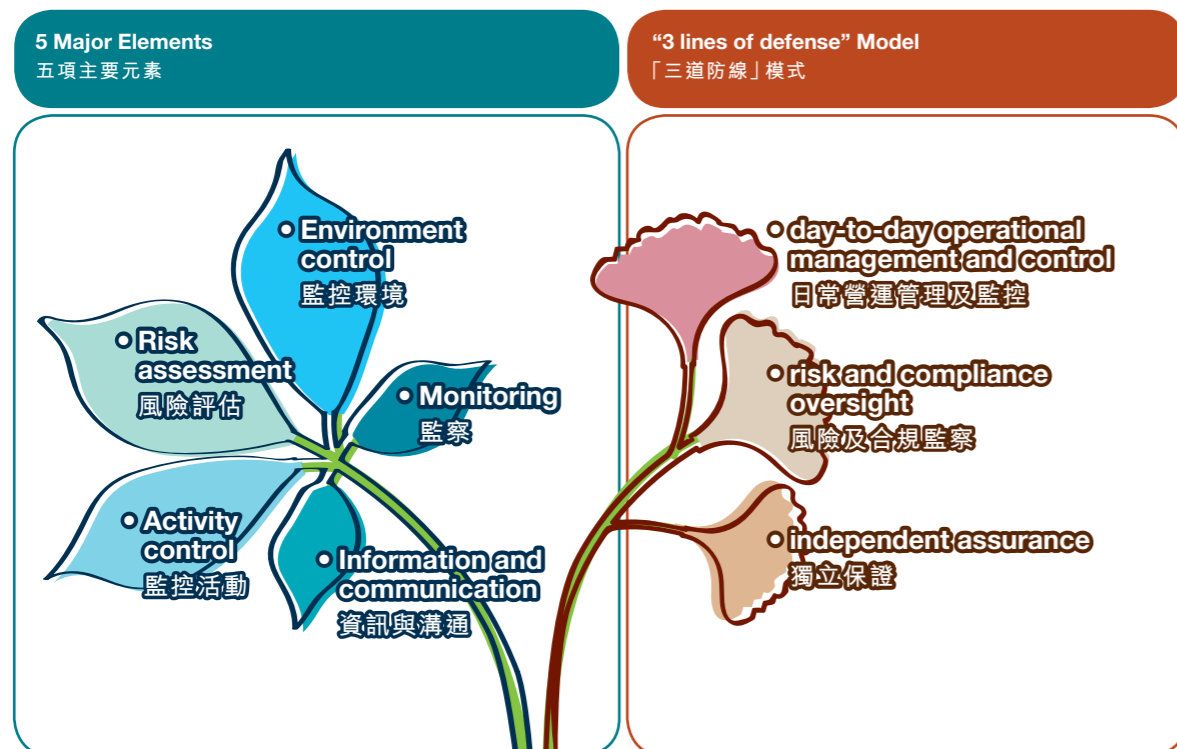 5 Major Elements
五項主要元素
“3 lines of defense” Model
「三道防線」模式
Environment
control
監控環境
Risk
assessment
風險評估
Monitoring
監察
Activity
control
監控活動
Information and
communication
資訊與溝通
day-to-day operational
management and control
日常營運管理及監控
risk and compliance
oversight
風險及合規監察
independent assurance
獨立保證